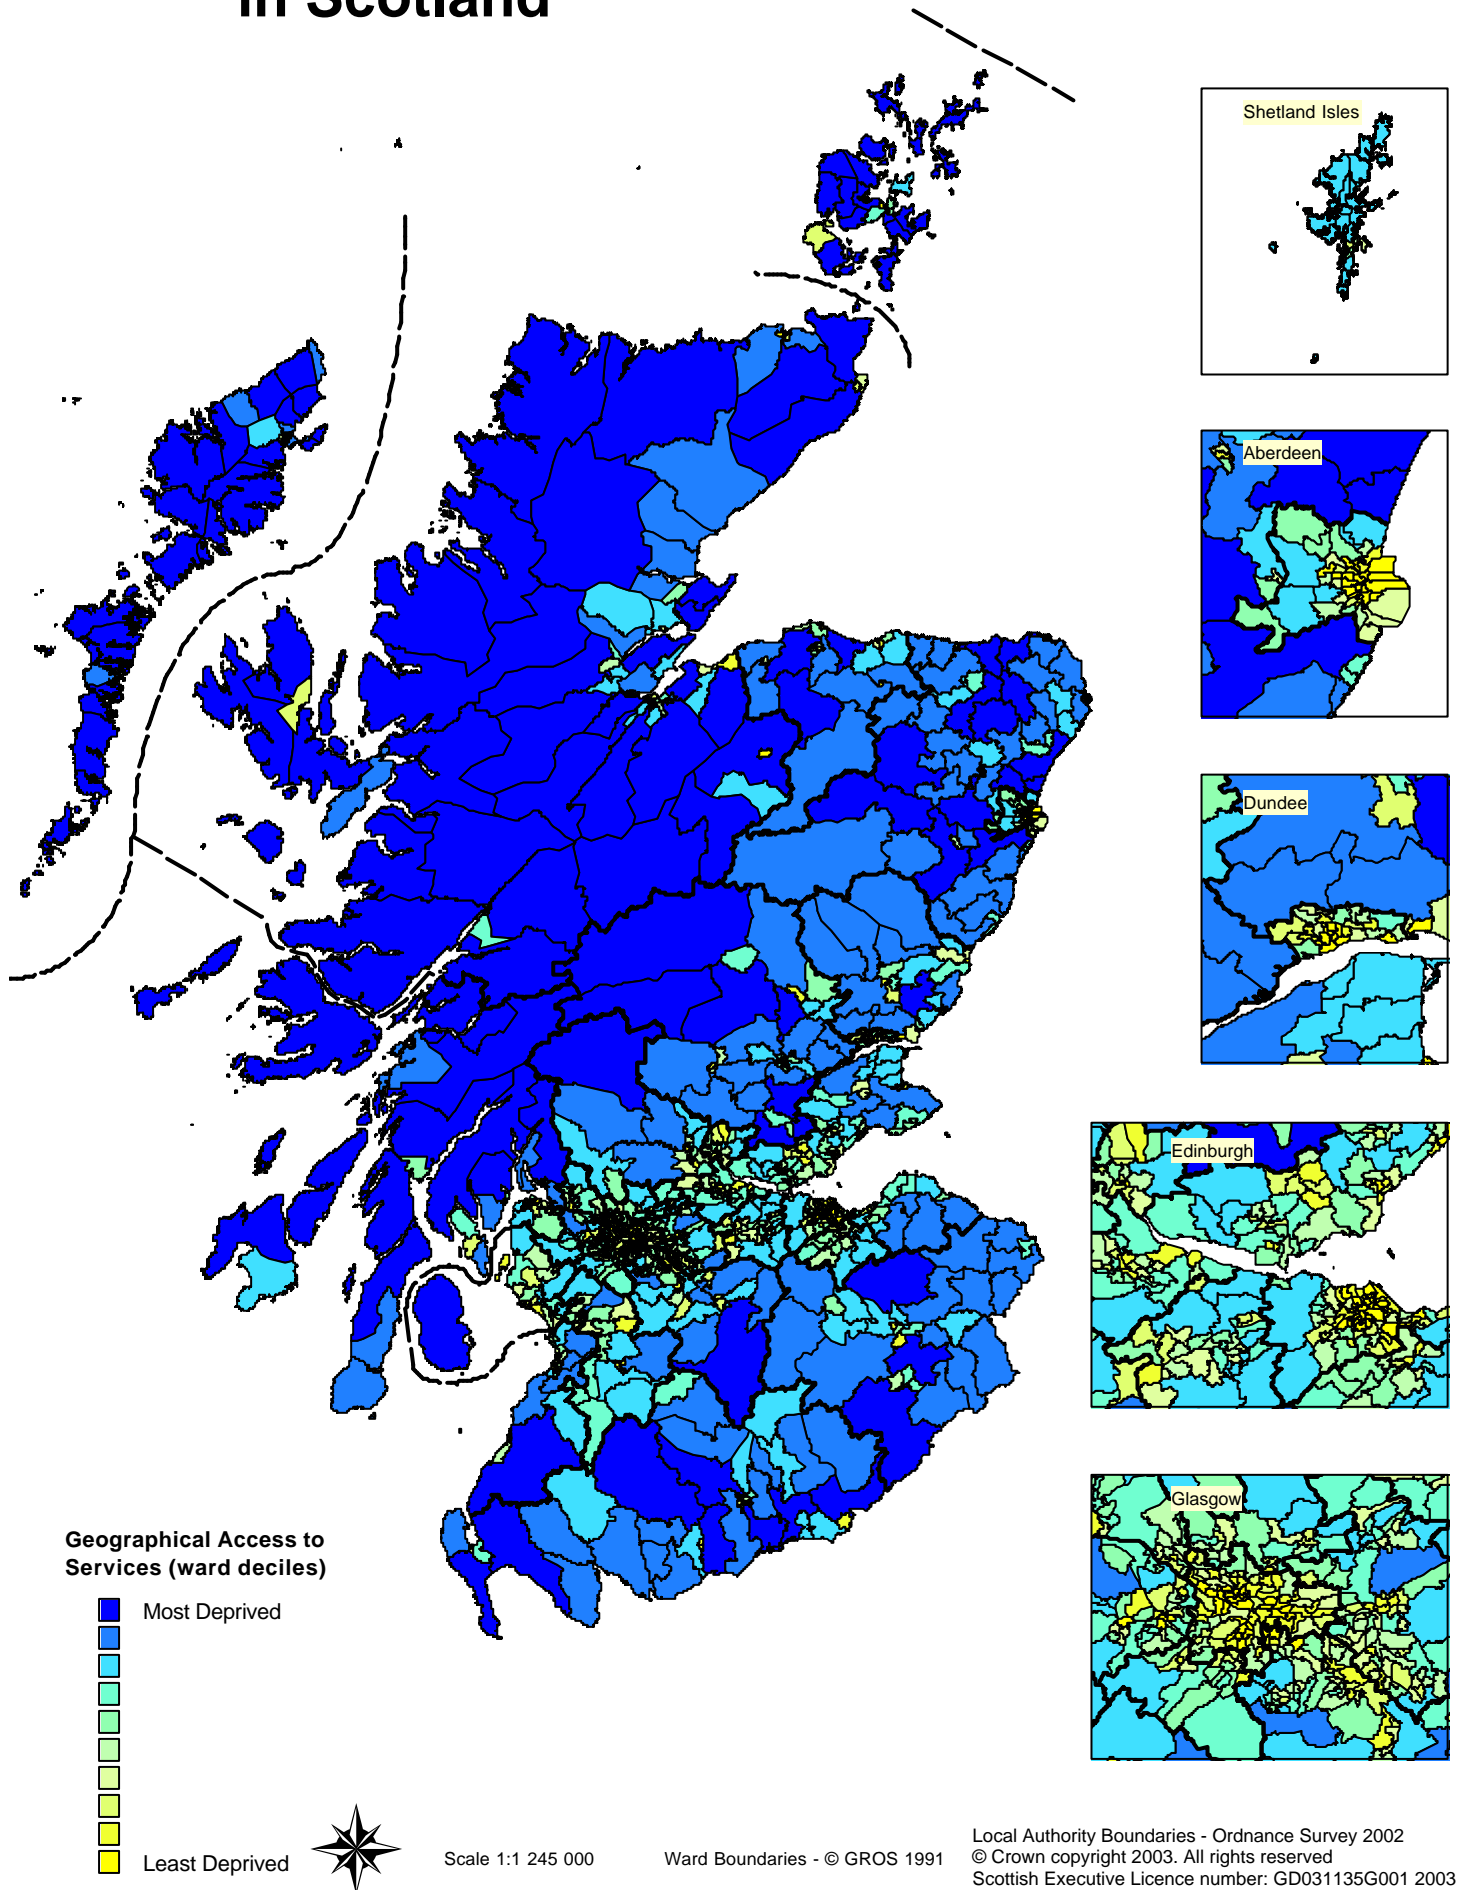 in Scotland
Shetland Isles
Aberdeen
Dundee
Edinburgh
Glasgow
Geographical Access to
Services (ward deciles)
Most Deprived
Least Deprived
Scale 1:1 245 000
Ward Boundaries - © GROS 1991
Local Authority Boundaries - Ordnance Survey 2002
© Crown copyright 2003. All rights reserved
Scottish Executive Licence number: GD031135G001 2003